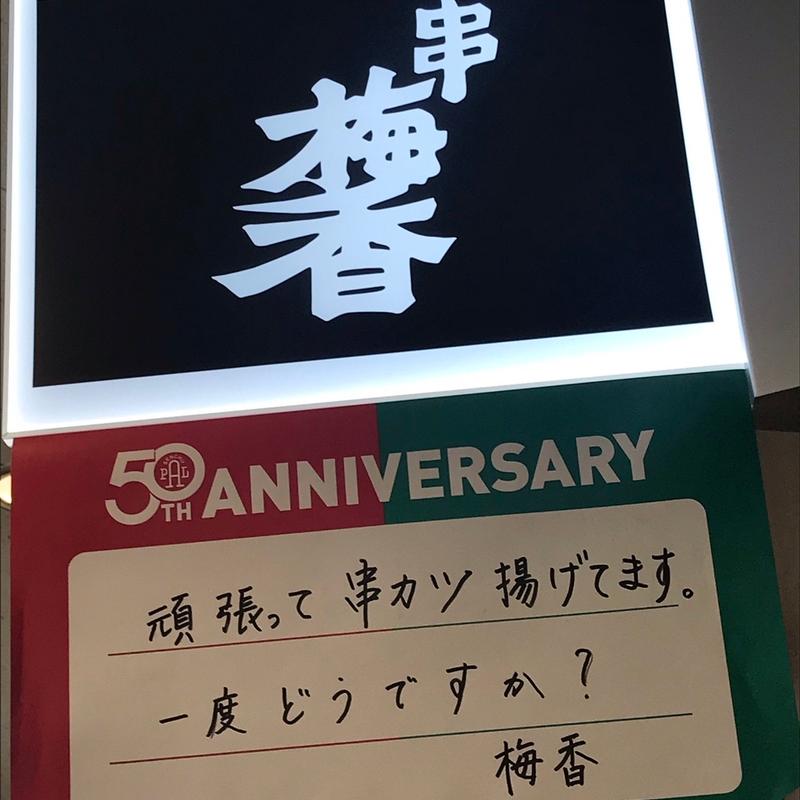 串
梅香
50TH ANNIVERSARY
PAL
頑張って 串カツ 揚げてます。
一度 どうですか?
梅香